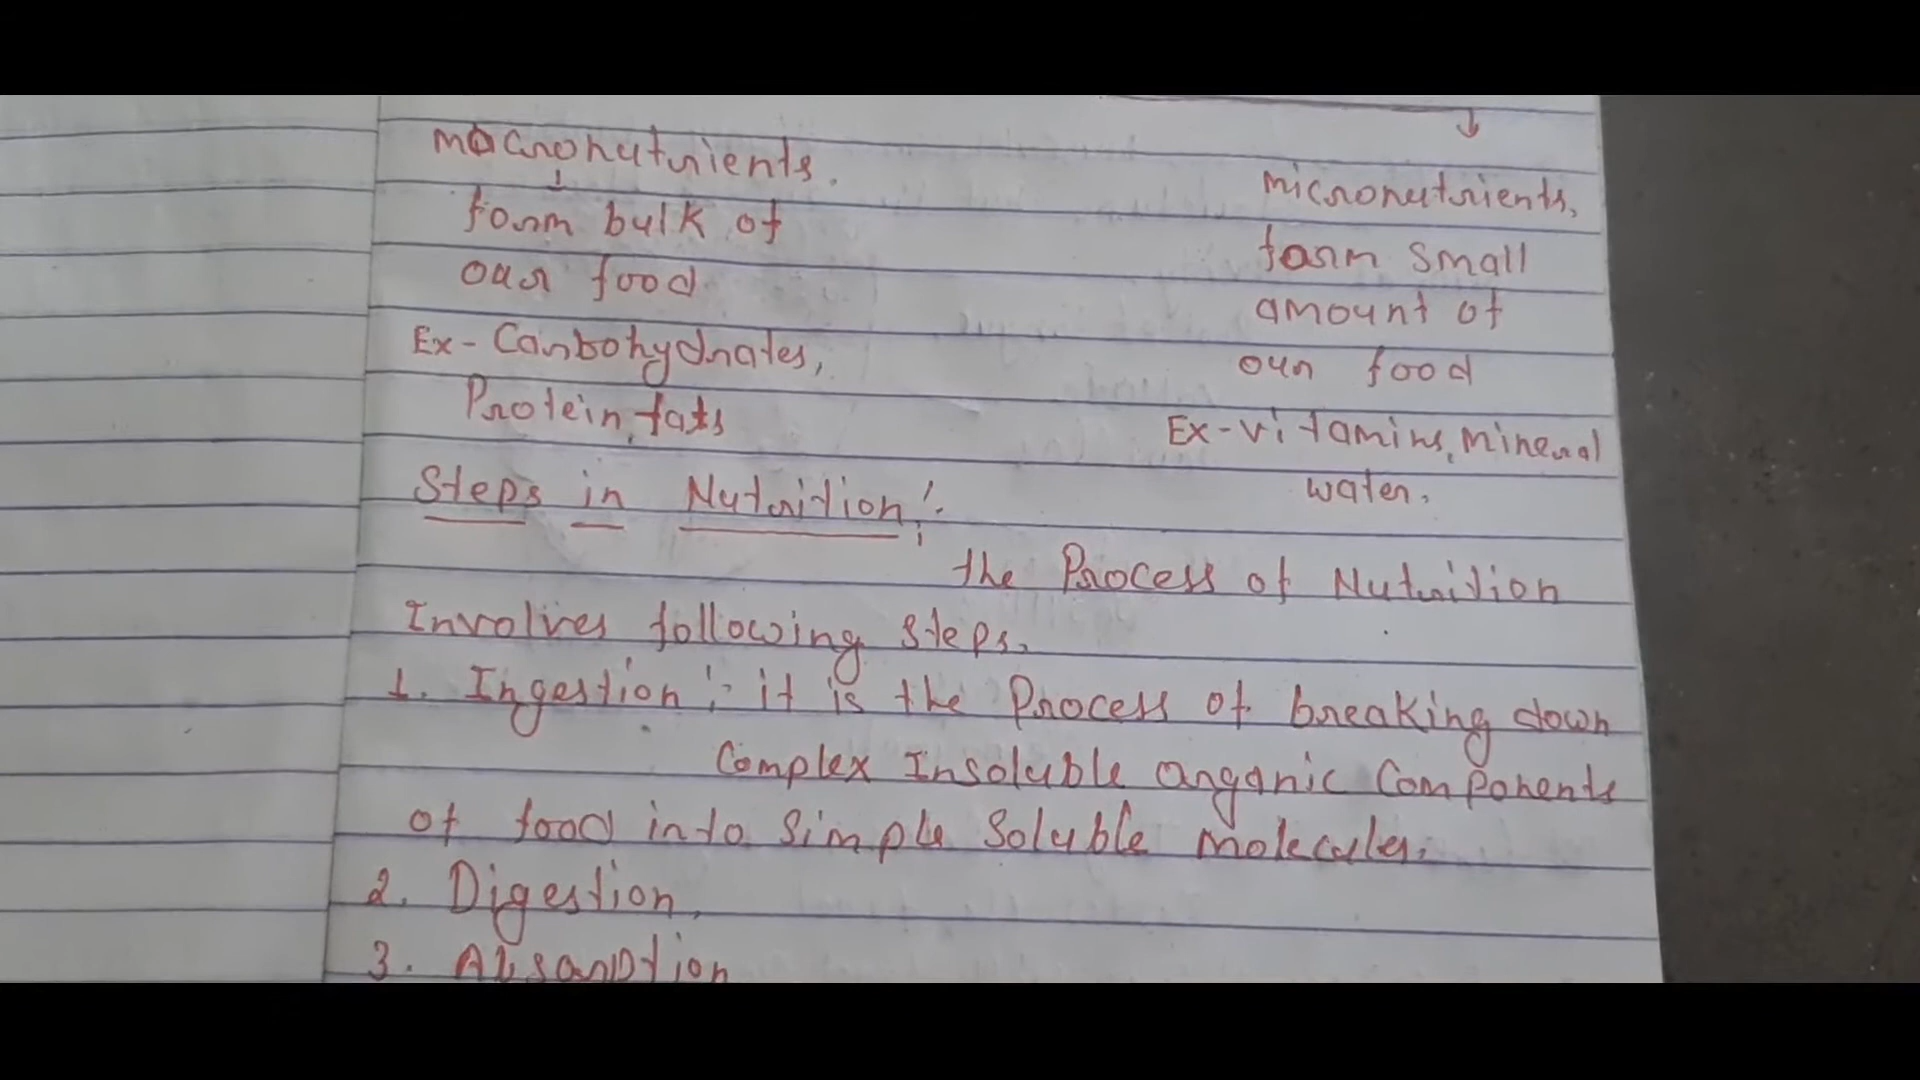 macronutrients.
form bulk of
our food
Ex- Carbohydrates,
Protein, fats
micronutrients,
form small
amount of
our food
Ex-vitamins, mineral
water.
Steps in Nutrition:-
the Process of Nutrition
Involves following steps.
1. Ingestion:- it is the Process of breaking down
Complex Insoluble organic Components
of food into Simple Soluble molecules.
2. Digestion,
3. Absorption